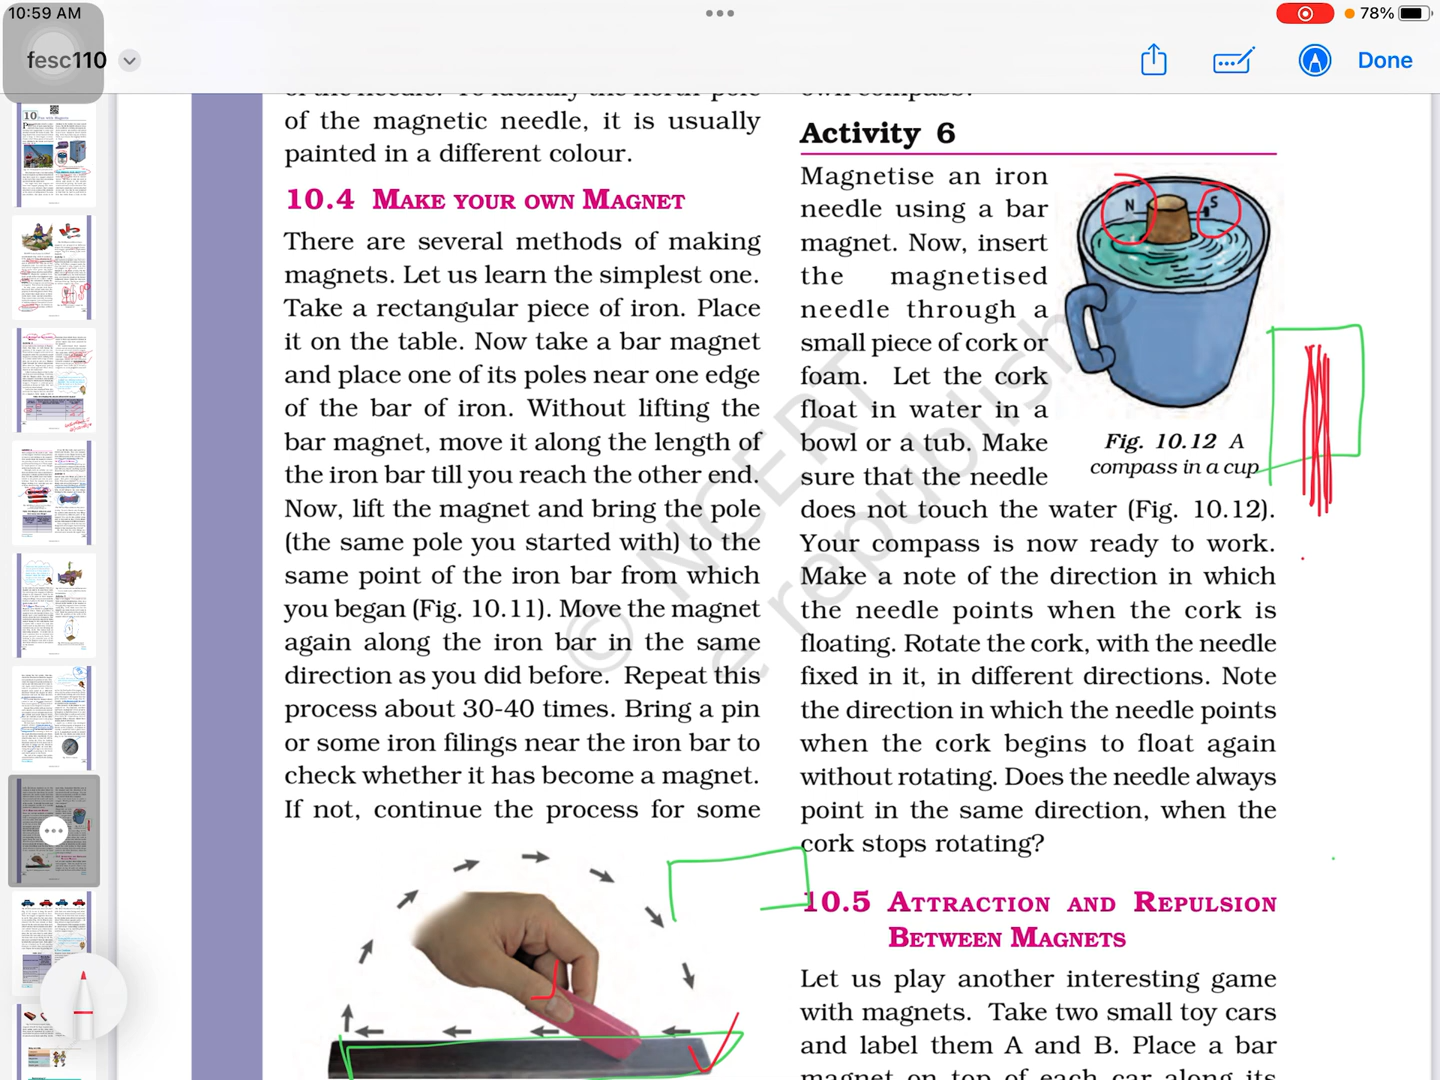 10:59 AM
78%
fesc110
Done
of the magnetic needle, it is usually
painted in a different colour.
10.4 MAKE YOUR OWN MAGNET
There are several methods of making
magnets. Let us learn the simplest one.
Take a rectangular piece of iron. Place
it on the table. Now take a bar magnet
and place one of its poles near one edge
of the bar of iron. Without lifting the
bar magnet, move it along the length of
the iron bar till you reach the other end.
Now, lift the magnet and bring the pole
(the same pole you started with) to the
same point of the iron bar from which
you began (Fig. 10.11). Move the magnet
again along the iron bar in the same
direction as you did before. Repeat this
process about 30-40 times. Bring a pin
or some iron filings near the iron bar to
check whether it has become a magnet.
If not, continue the process for some
own compass.
Activity 6
Magnetise an iron
needle using a bar
magnet. Now, insert
the magnetised
needle through a
small piece of cork or
foam. Let the cork
float in water in a
bowl or a tub. Make
sure that the needle
does not touch the water (Fig. 10.12).
Your compass is now ready to work.
Make a note of the direction in which
the needle points when the cork is
floating. Rotate the cork, with the needle
fixed in it, in different directions. Note
the direction in which the needle points
when the cork begins to float again
without rotating. Does the needle always
point in the same direction, when the
cork stops rotating?
N
S
Fig. 10.12 A
compass in a cup
10.5 ATTRACTION AND REPULSION
BETWEEN MAGNETS
Let us play another interesting game
with magnets. Take two small toy cars
and label them A and B. Place a bar
magnet on top of each car along its
© NCERT
e republishe